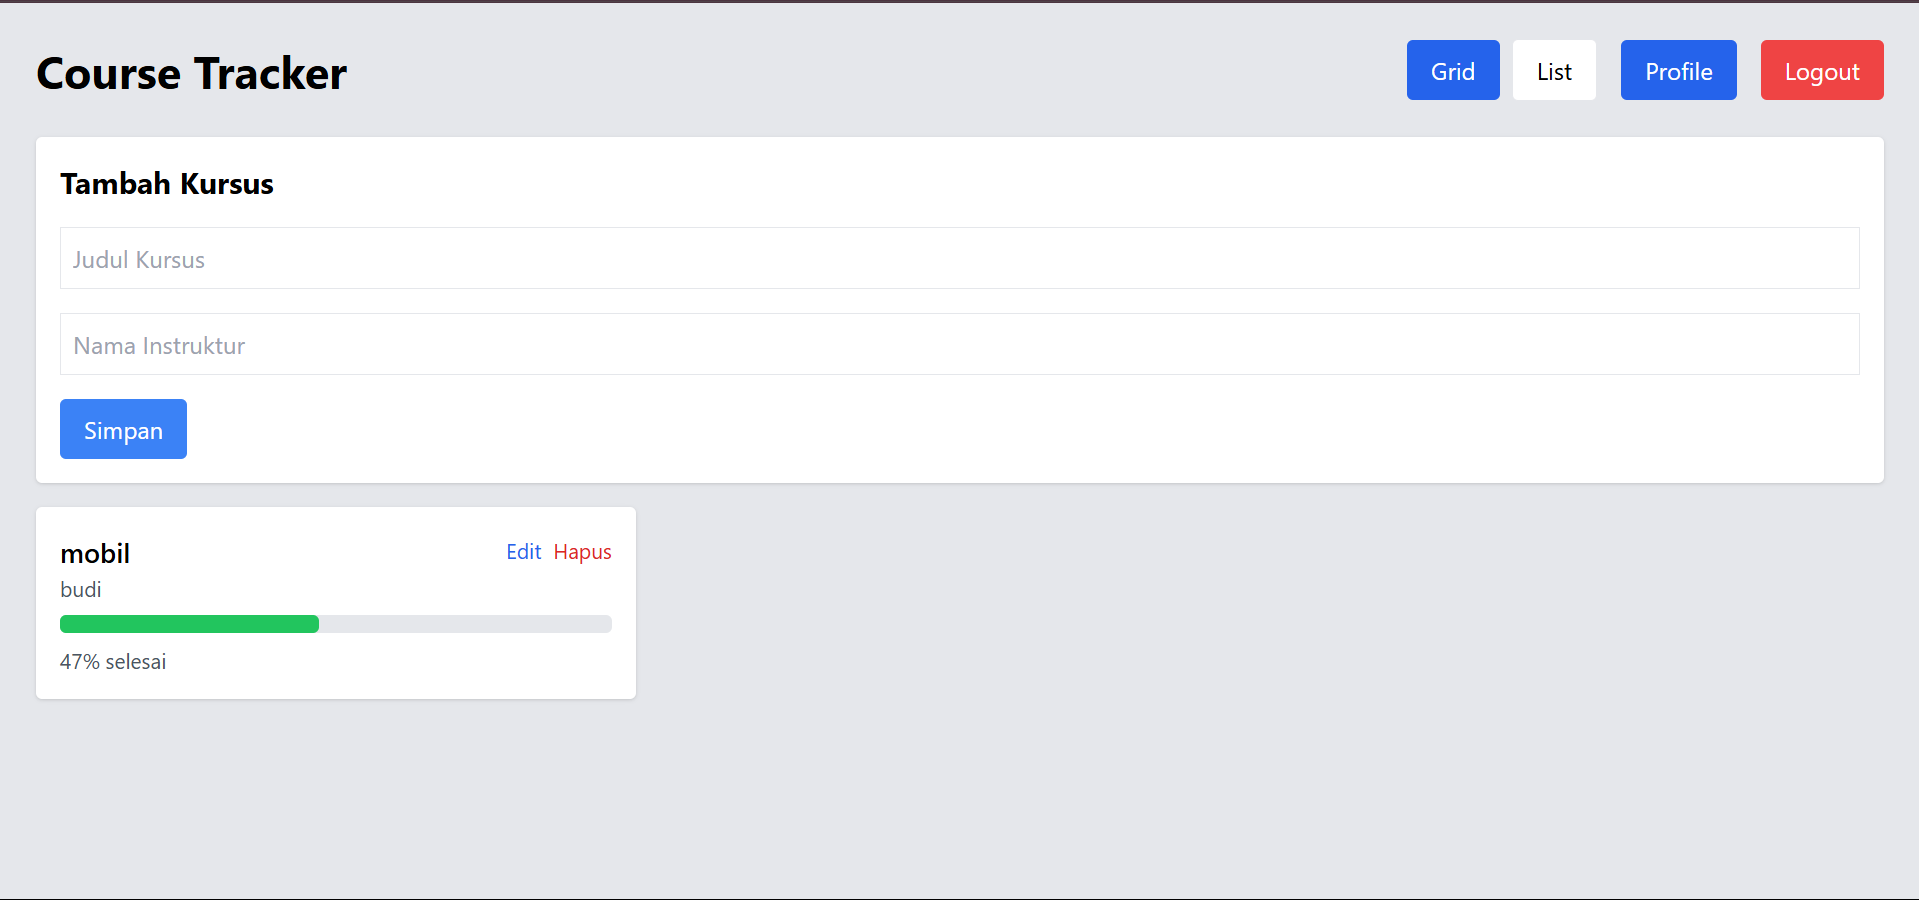 Course Tracker
Grid List Profile Logout
Tambah Kursus
Judul Kursus
Nama Instruktur
Simpan
mobil
Edit Hapus
budi
47% selesai